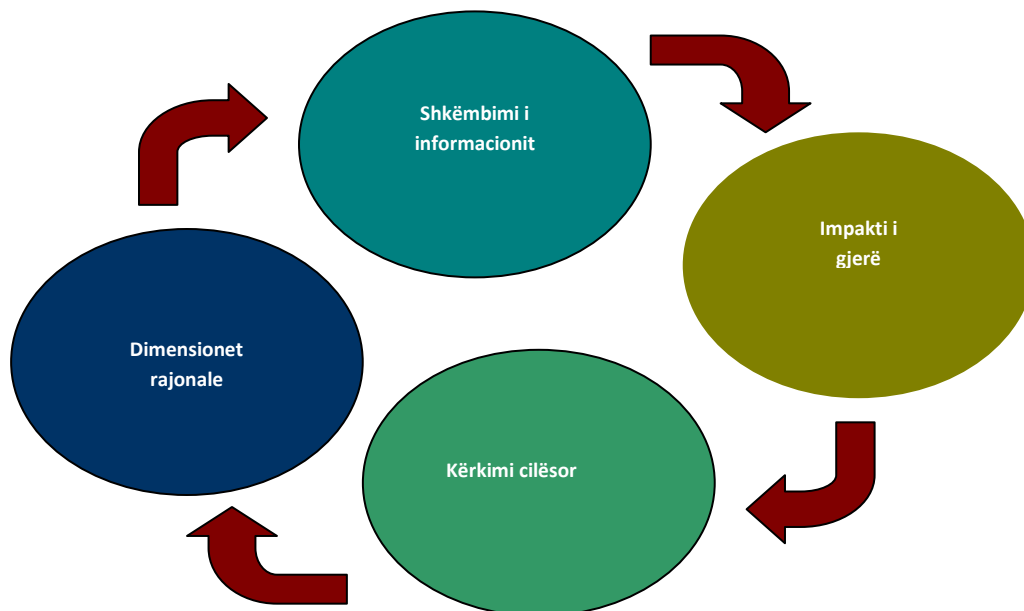 Shkëmbimi i
informacionit
Impakti i
gjerë
Dimensionet
rajonale
Kërkimi cilësor